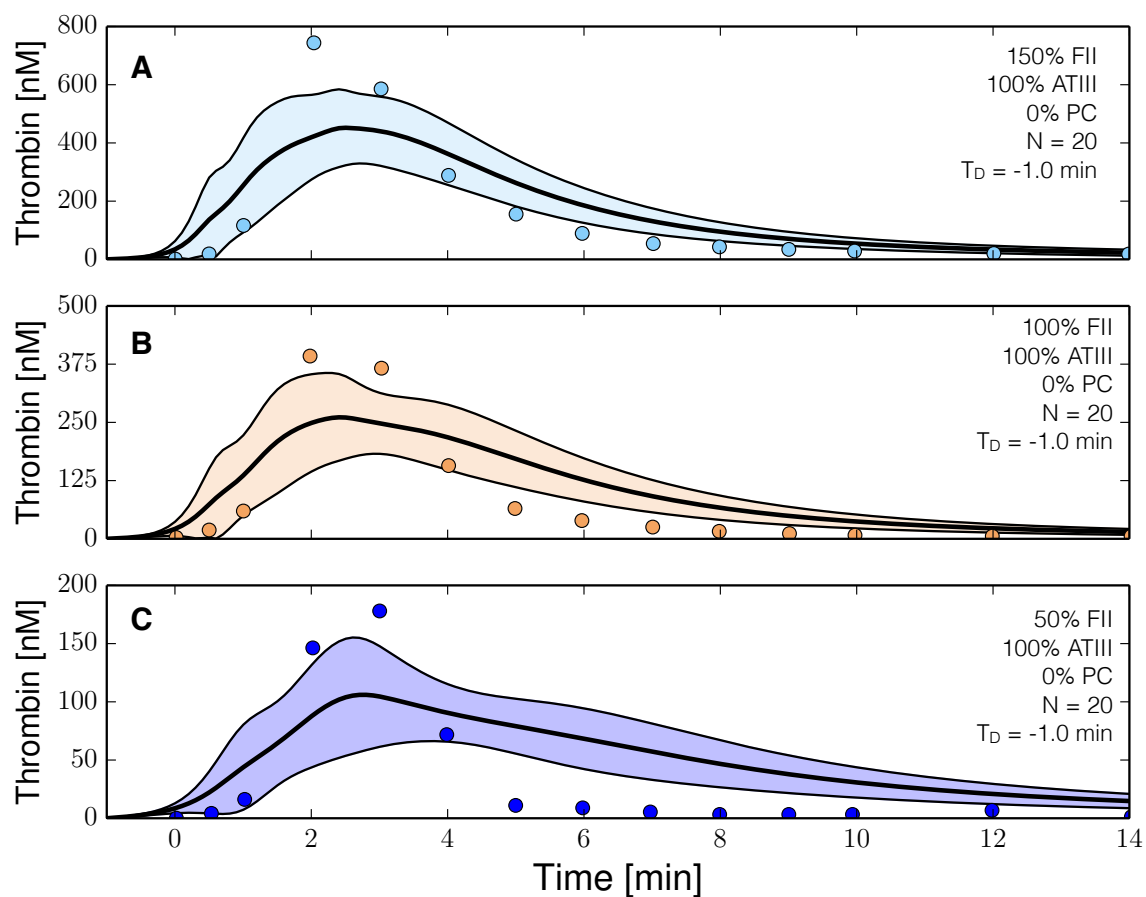 800
600
400
200
0
Thrombin [nM]
A
150% FII
100% ATIII
0% PC
N = 20
T_D = -1.0 min
500
375
250
125
0
Thrombin [nM]
B
100% FII
100% ATIII
0% PC
N = 20
T_D = -1.0 min
200
150
100
50
0
Thrombin [nM]
C
50% FII
100% ATIII
0% PC
N = 20
T_D = -1.0 min
0 2 4 6 8 10 12 14
Time [min]